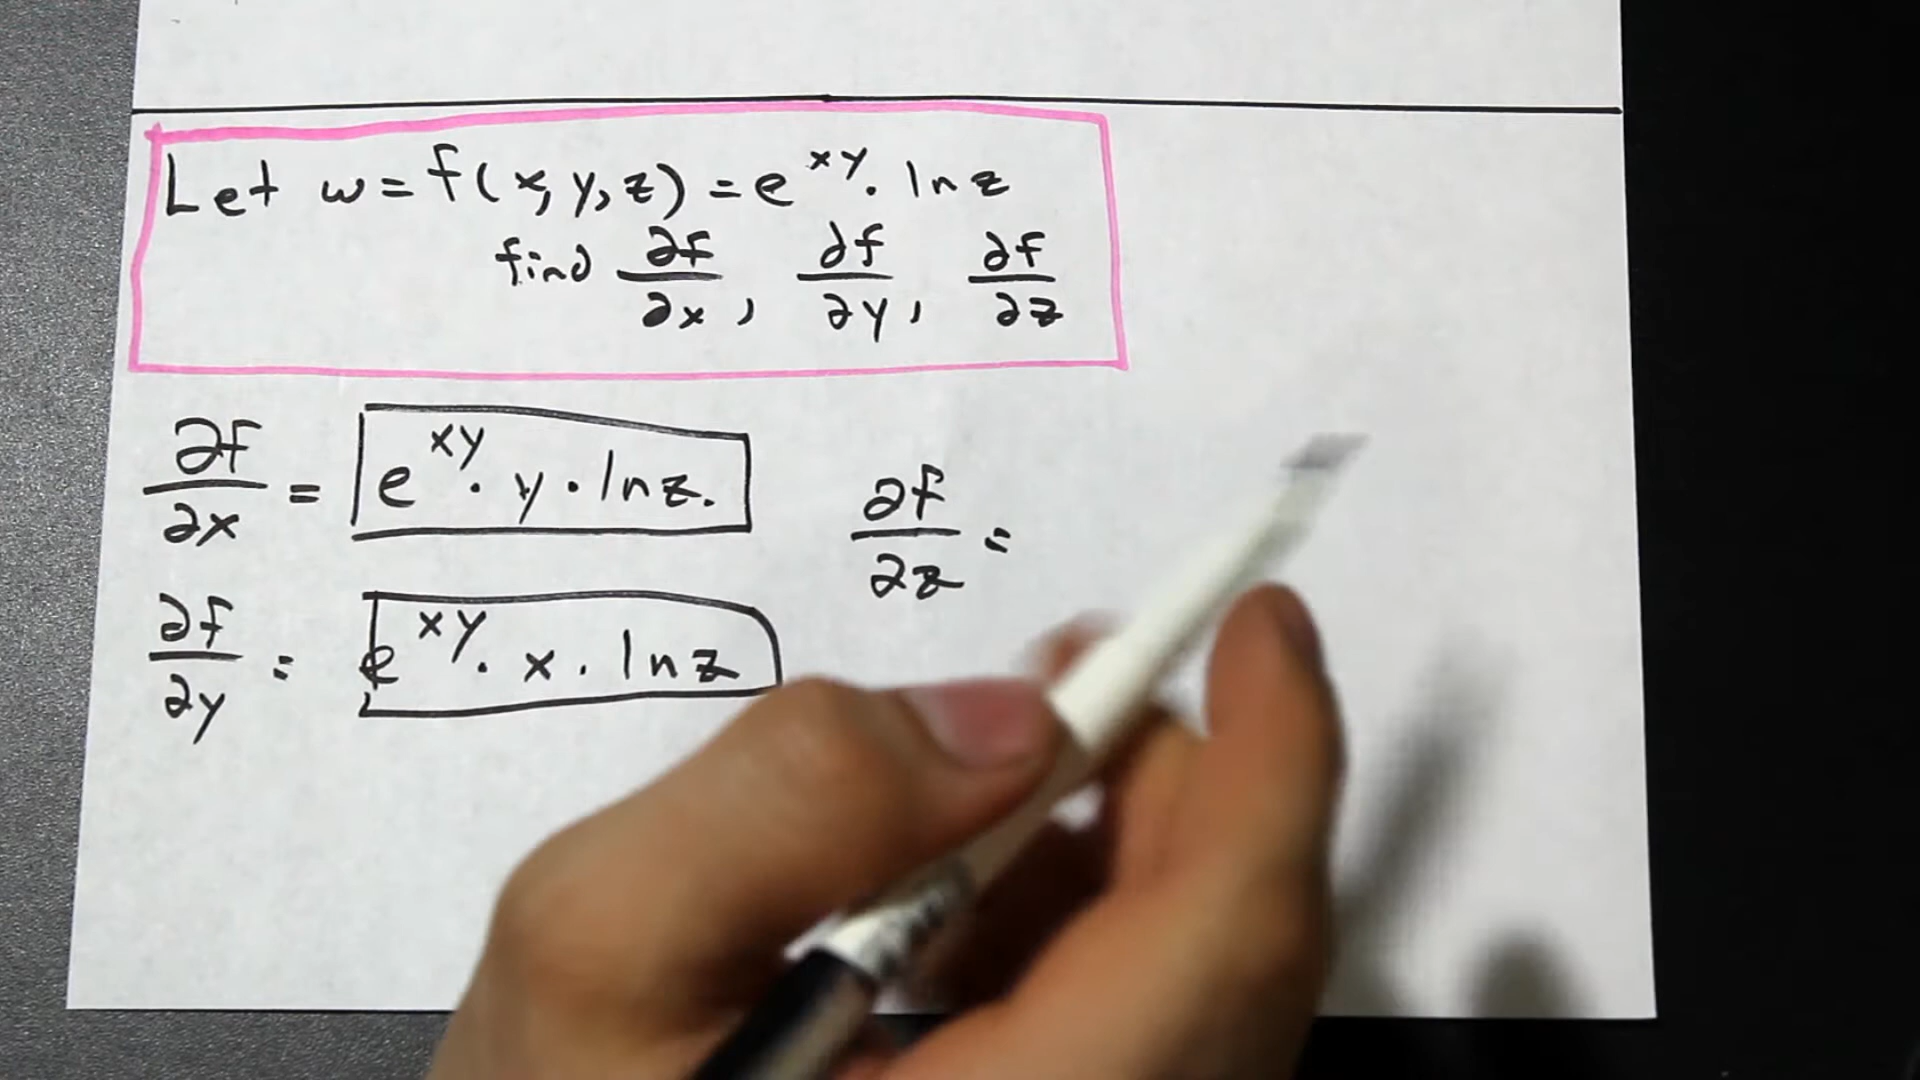 Let w = f(x, y, z) = e^{xy} · ln z
find ∂f/∂x, ∂f/∂y, ∂f/∂z
∂f/∂x = e^{xy} · y · ln z.
∂f/∂y = e^{xy} · x · ln z
∂f/∂z =